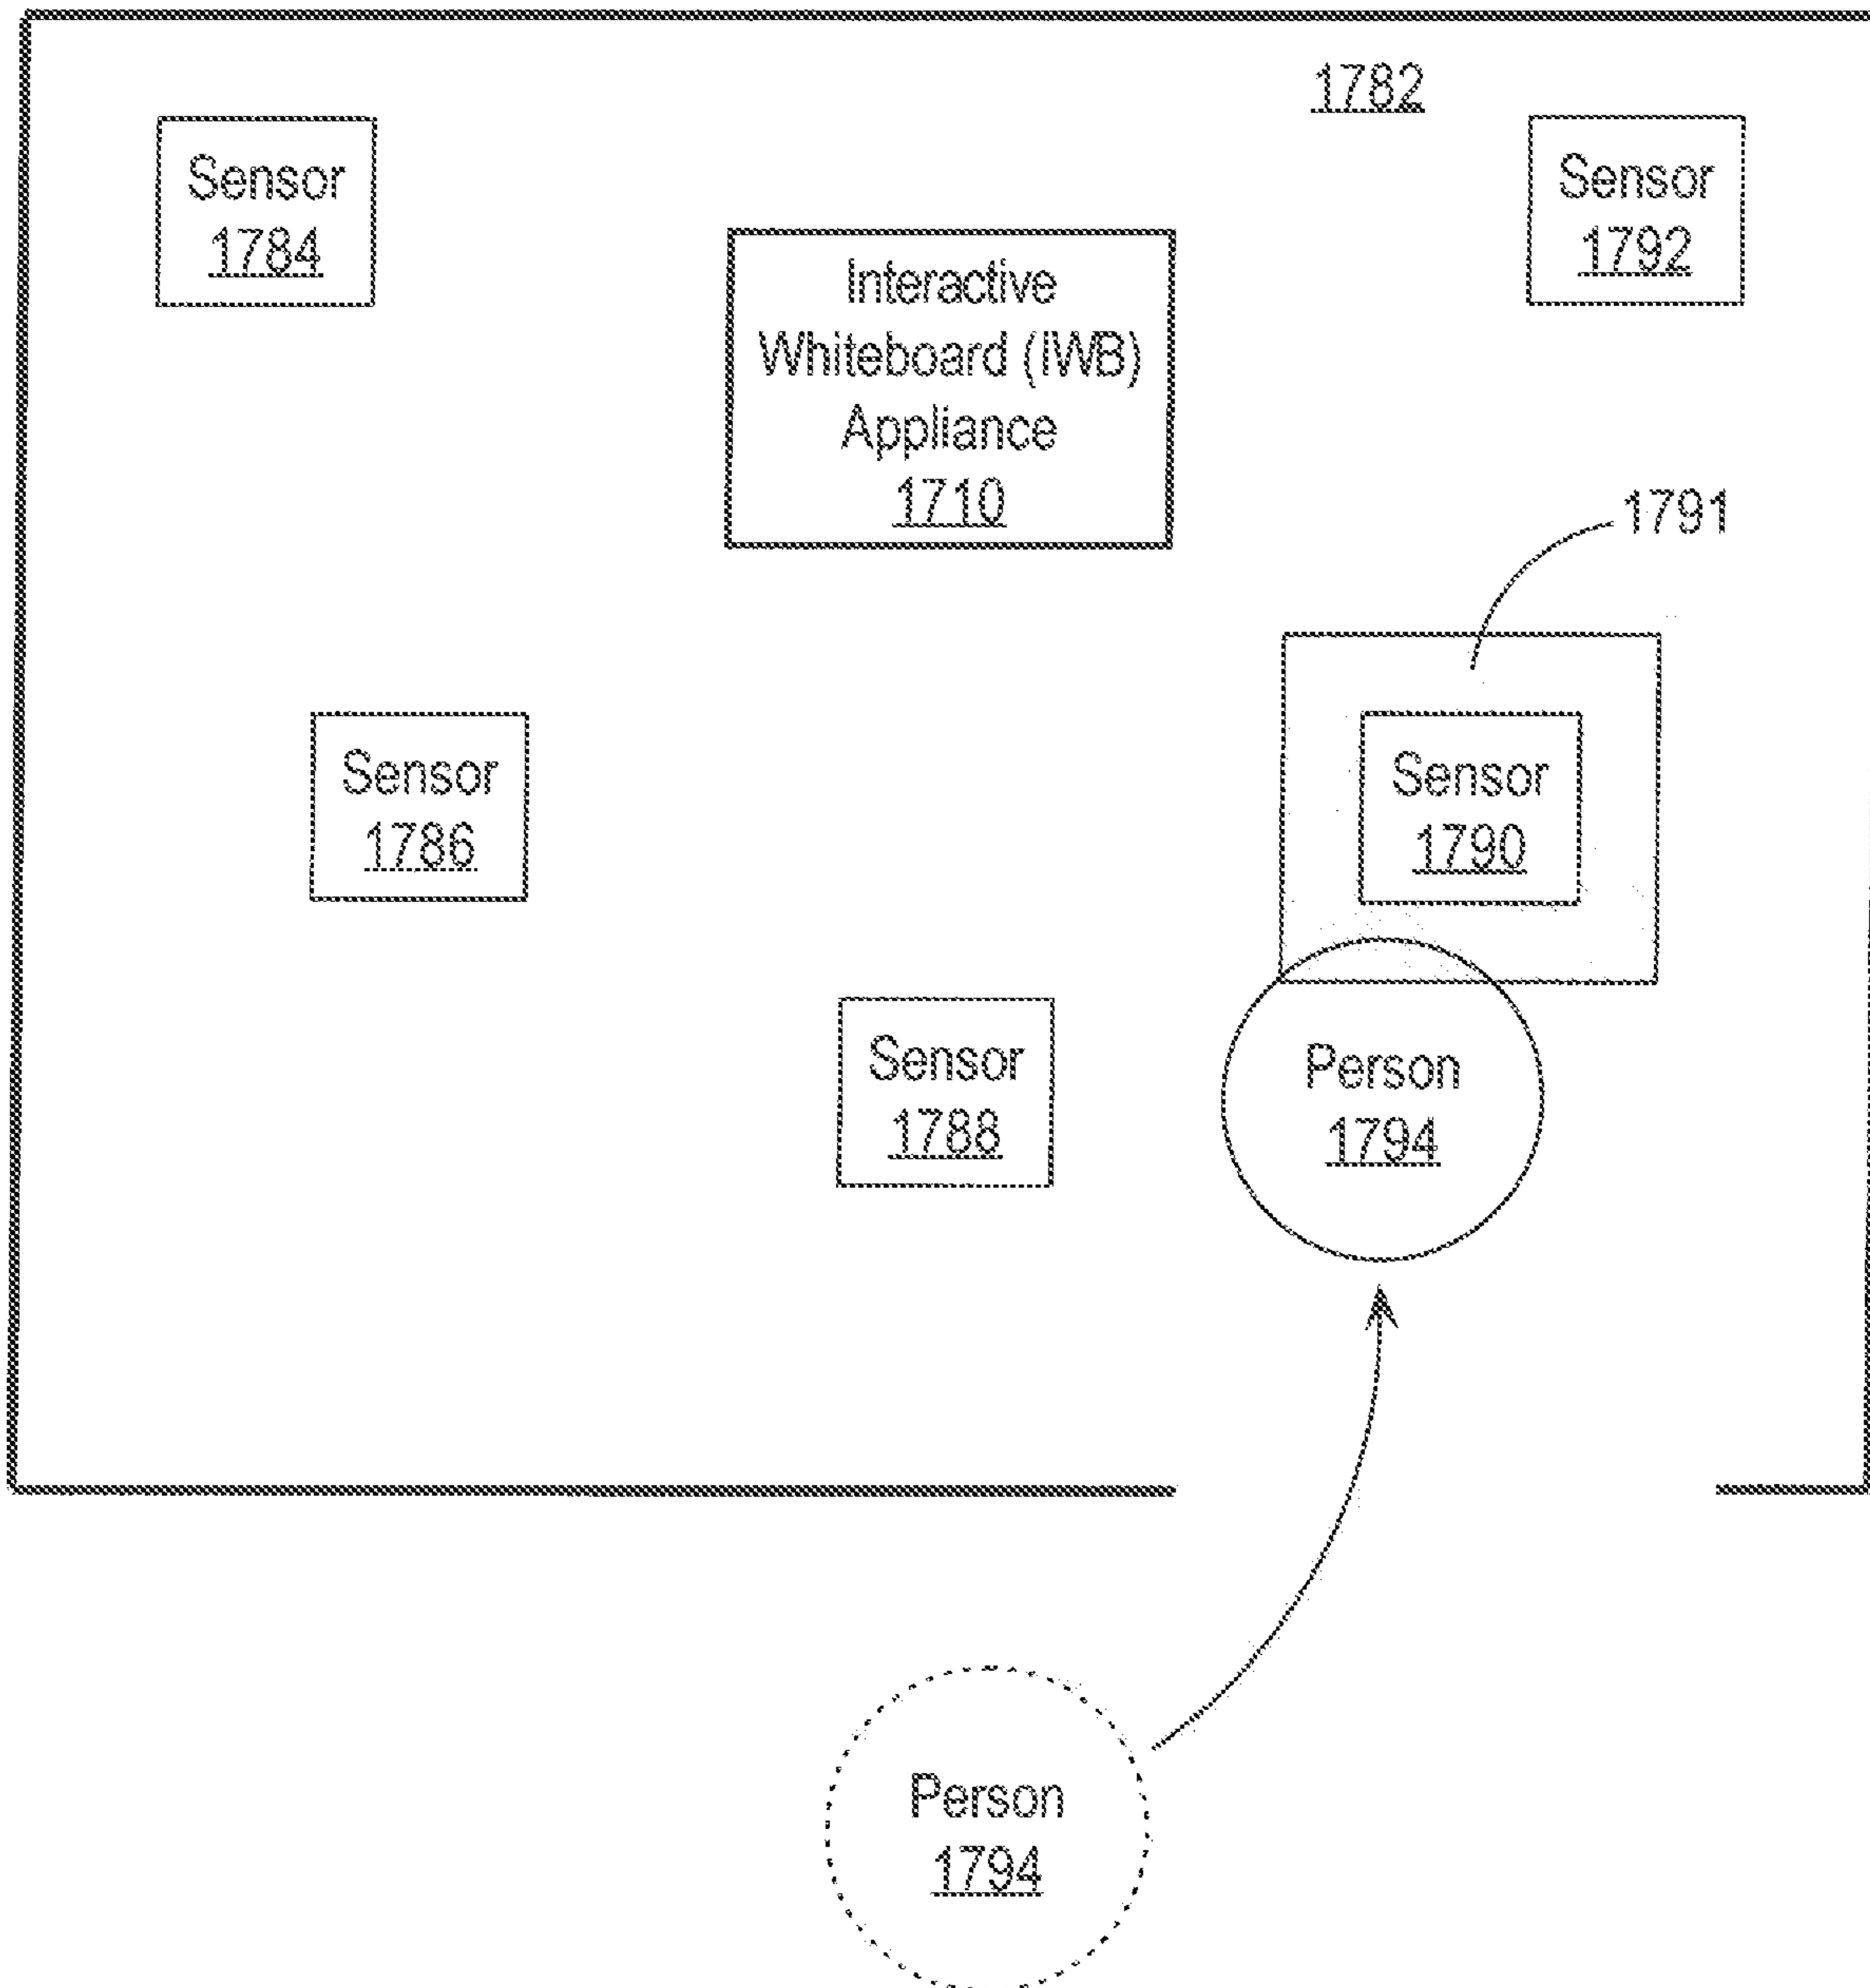 1782
Sensor
1784
Sensor
1792
Interactive
Whiteboard (IWB)
Appliance
1710
1791
Sensor
1786
Sensor
1790
Sensor
1788
Person
1794
Person
1794